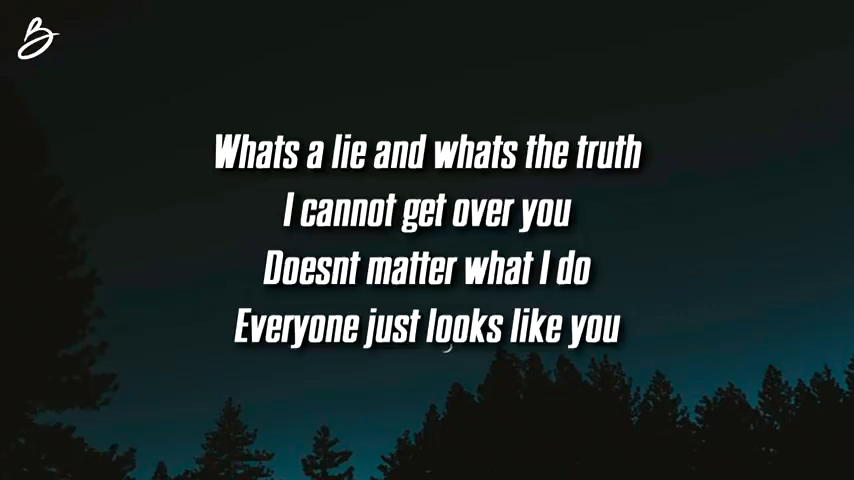 B
Whats a lie and whats the truth
I cannot get over you
Doesnt matter what I do
Everyone just looks like you